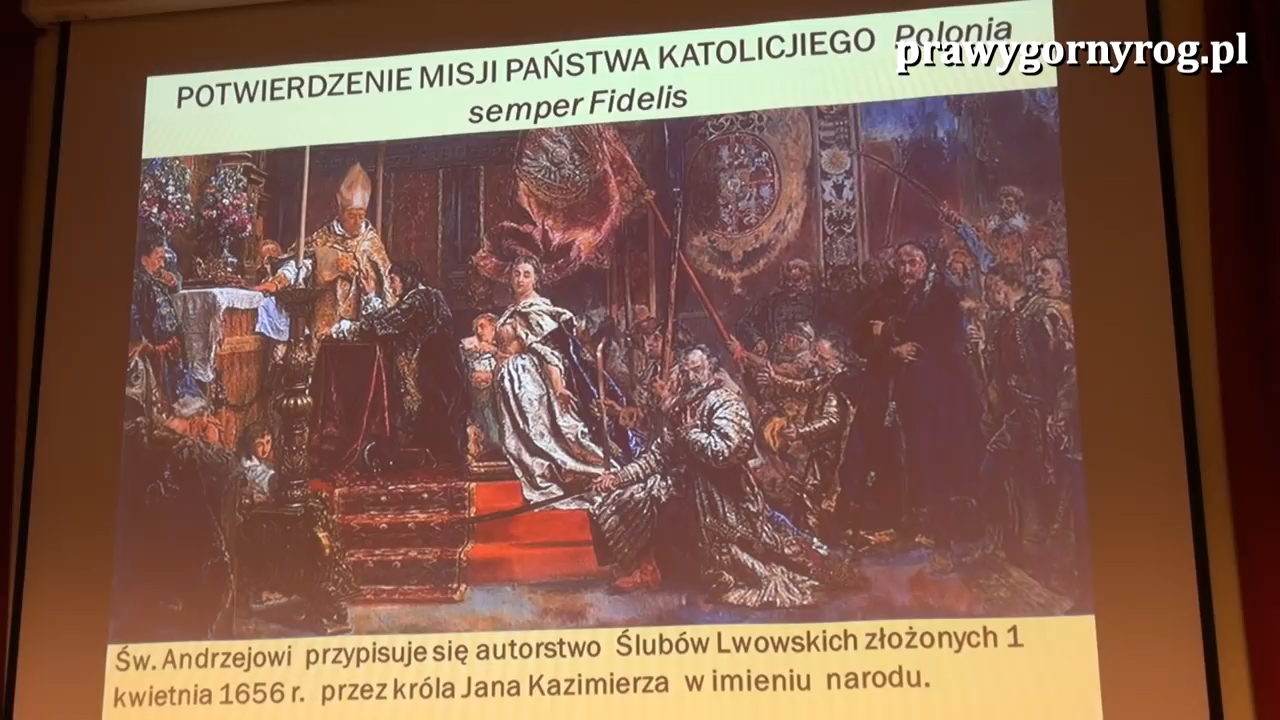 prawygornyrog.pl
POTWIERDZENIE MISJI PAŃSTWA KATOLICJIEGO Polonia
semper Fidelis
Św. Andrzejowi przypisuje się autorstwo Ślubów Lwowskich złożonych 1
kwietnia 1656 r. przez króla Jana Kazimierza w imieniu narodu.